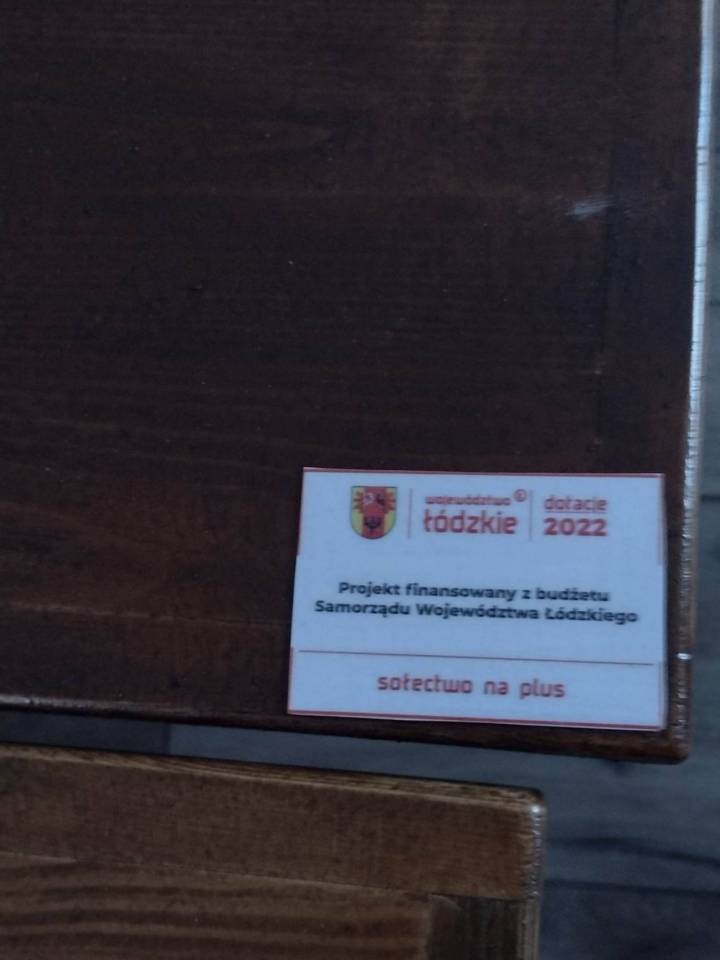 województwo
łódzkie
dotacje
2022
Projekt finansowany z budżetu
Samorządu Województwa Łódzkiego
sołectwo na plus